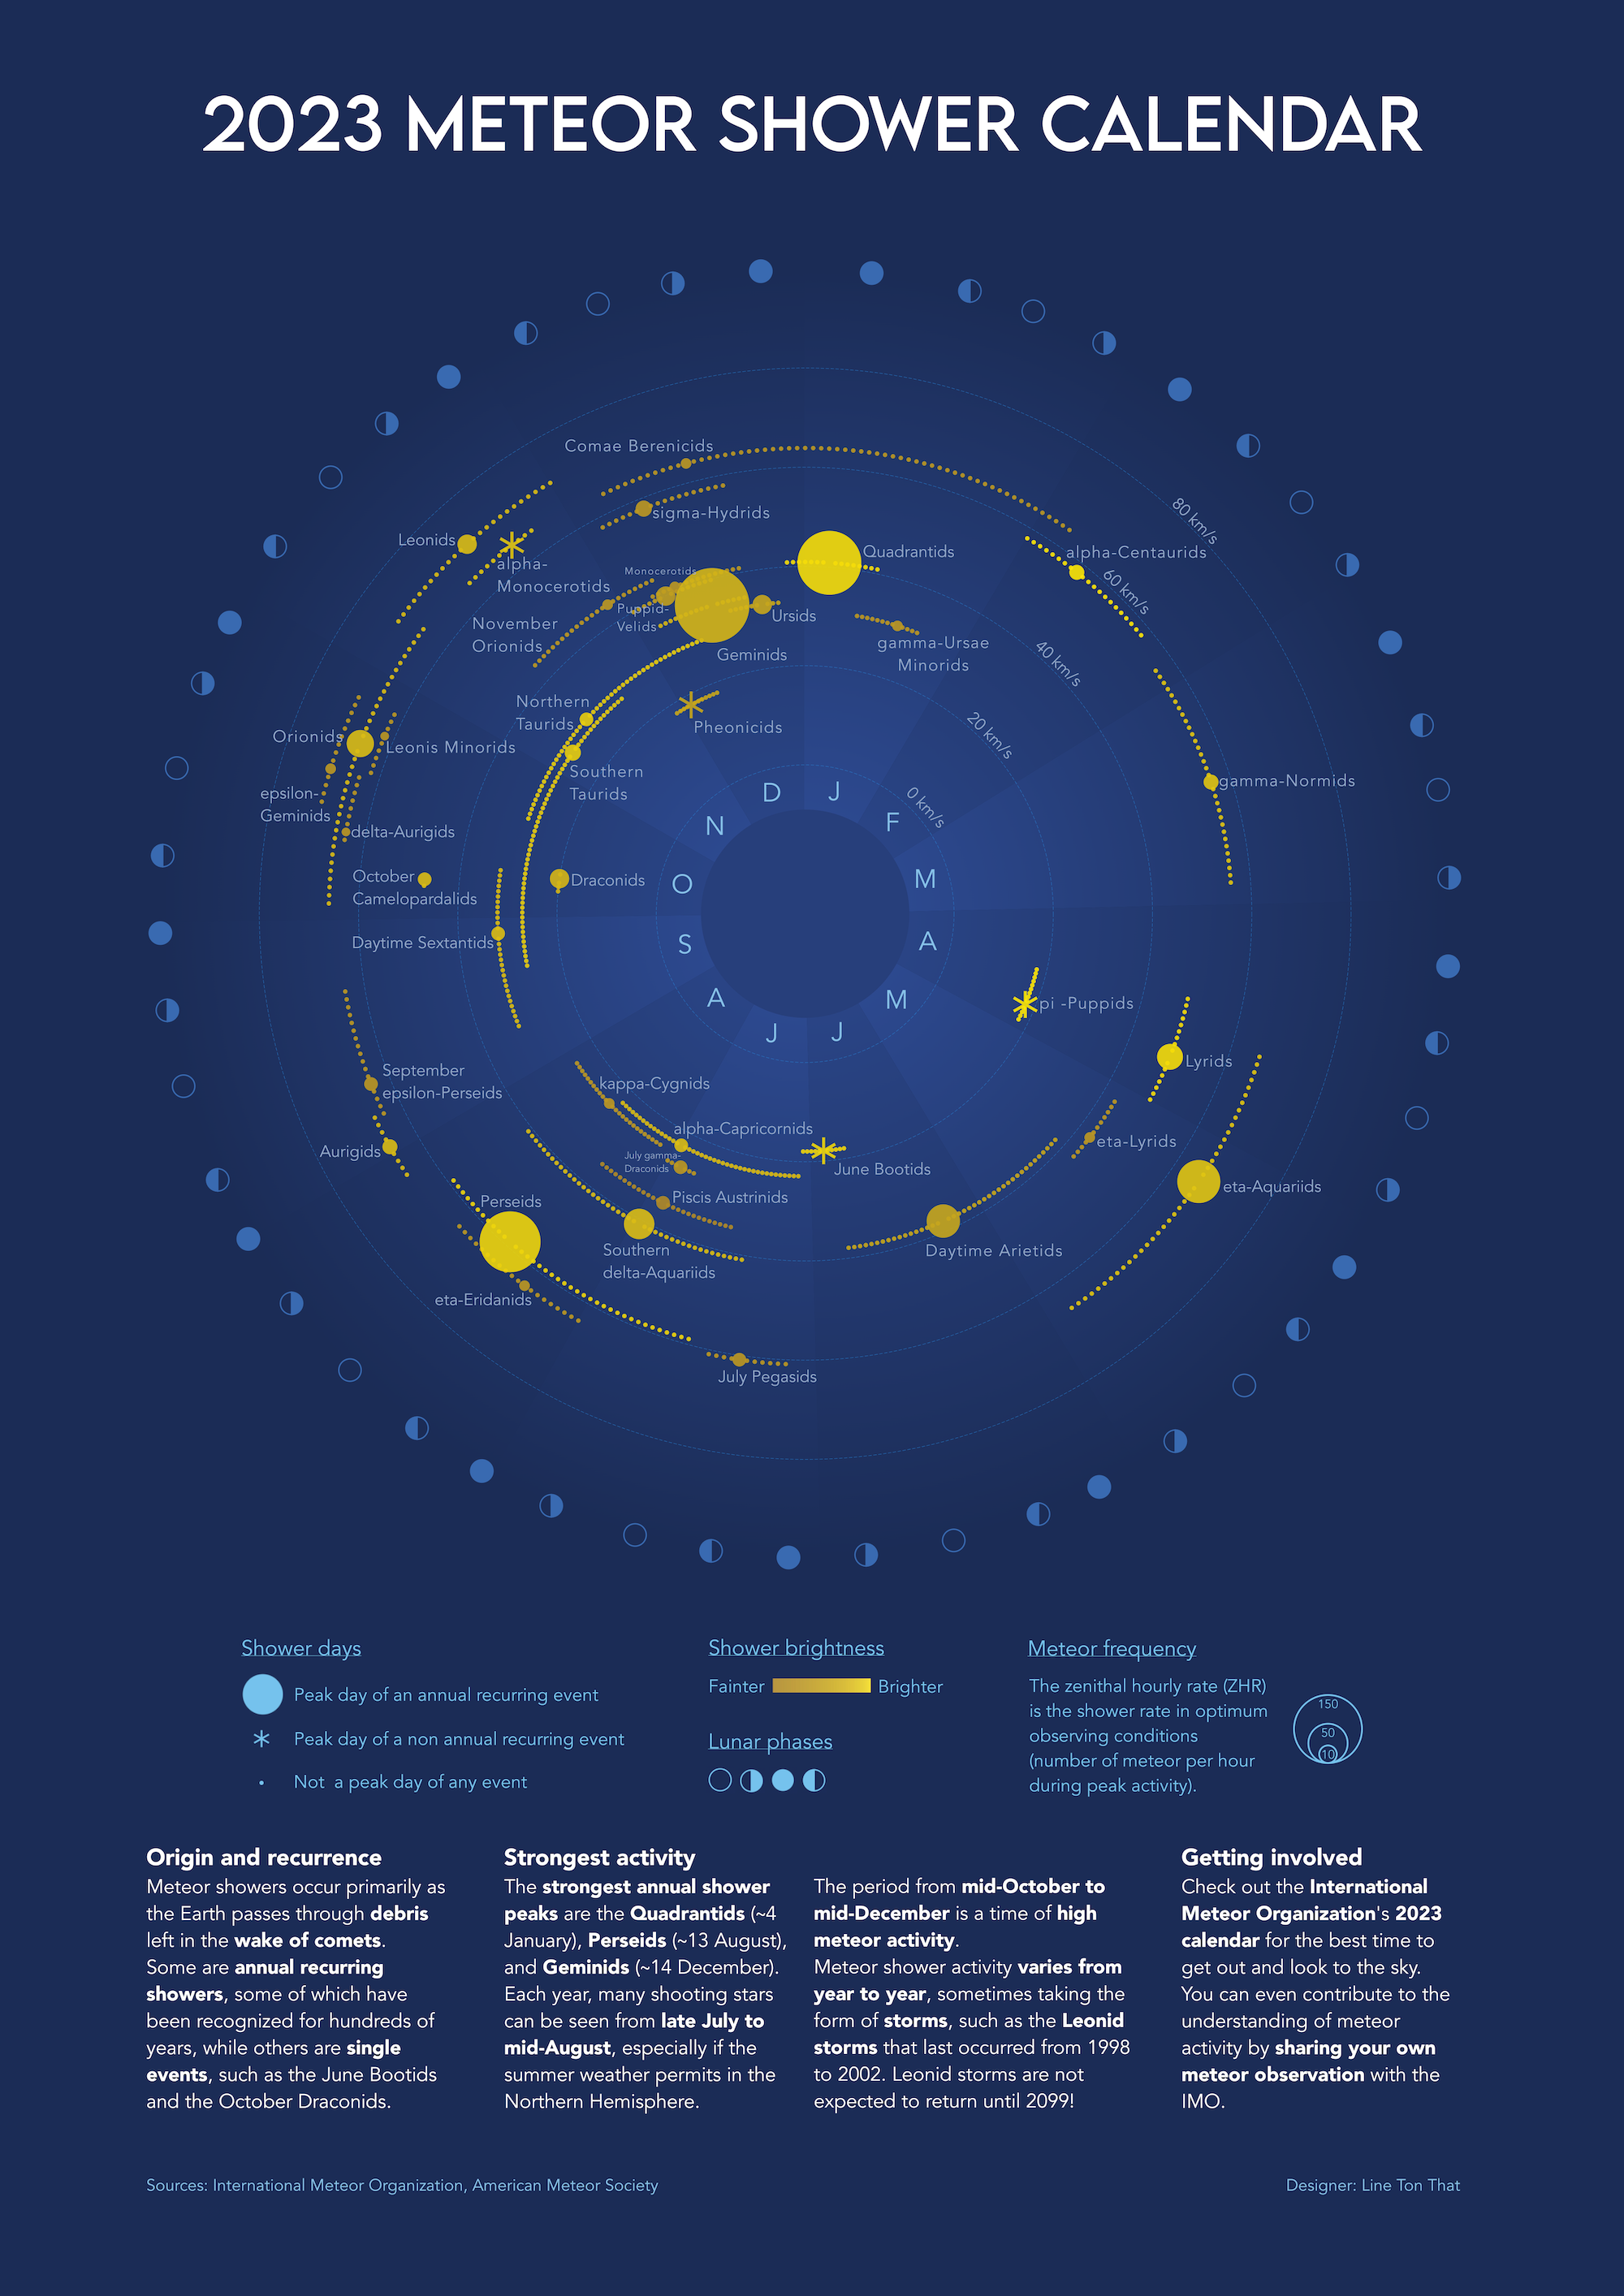 2023 METEOR SHOWER CALENDAR
Comae Berenicids
sigma-Hydrids
Leonids
alpha-
Monocerotids
Monocerotids
Puppid-
Velids
November
Orionids
Quadrantids
Ursids
Geminids
gamma-Ursae
Minorids
alpha-Centaurids
80 km/s
60 km/s
40 km/s
20 km/s
0 km/s
Northern
Taurids
Pheonicids
Southern
Taurids
Orionids
Leonis Minorids
epsilon-
Geminids
delta-Aurigids
gamma-Normids
October
Camelopardalids
Draconids
Daytime Sextantids
J
F
M
A
M
J
J
A
S
O
N
D
pi -Puppids
Lyrids
eta-Lyrids
eta-Aquariids
September
epsilon-Perseids
Aurigids
kappa-Cygnids
alpha-Capricornids
July gamma-
Draconids
June Bootids
Piscis Austrinids
Perseids
Southern
delta-Aquariids
Daytime Arietids
eta-Eridanids
July Pegasids
Shower days
Peak day of an annual recurring event
Peak day of a non annual recurring event
Not a peak day of any event
Shower brightness
Fainter
Brighter
Lunar phases
Meteor frequency
The zenithal hourly rate (ZHR)
is the shower rate in optimum
observing conditions
(number of meteor per hour
during peak activity).
150
50
10
Origin and recurrence
Meteor showers occur primarily as
the Earth passes through debris
left in the wake of comets.
Some are annual recurring
showers, some of which have
been recognized for hundreds of
years, while others are single
events, such as the June Bootids
and the October Draconids.
Strongest activity
The strongest annual shower
peaks are the Quadrantids (~4
January), Perseids (~13 August),
and Geminids (~14 December).
Each year, many shooting stars
can be seen from late July to
mid-August, especially if the
summer weather permits in the
Northern Hemisphere.
The period from mid-October to
mid-December is a time of high
meteor activity.
Meteor shower activity varies from
year to year, sometimes taking the
form of storms, such as the Leonid
storms that last occurred from 1998
to 2002. Leonid storms are not
expected to return until 2099!
Getting involved
Check out the International
Meteor Organization's 2023
calendar for the best time to
get out and look to the sky.
You can even contribute to the
understanding of meteor
activity by sharing your own
meteor observation with the
IMO.
Sources: International Meteor Organization, American Meteor Society
Designer: Line Ton That